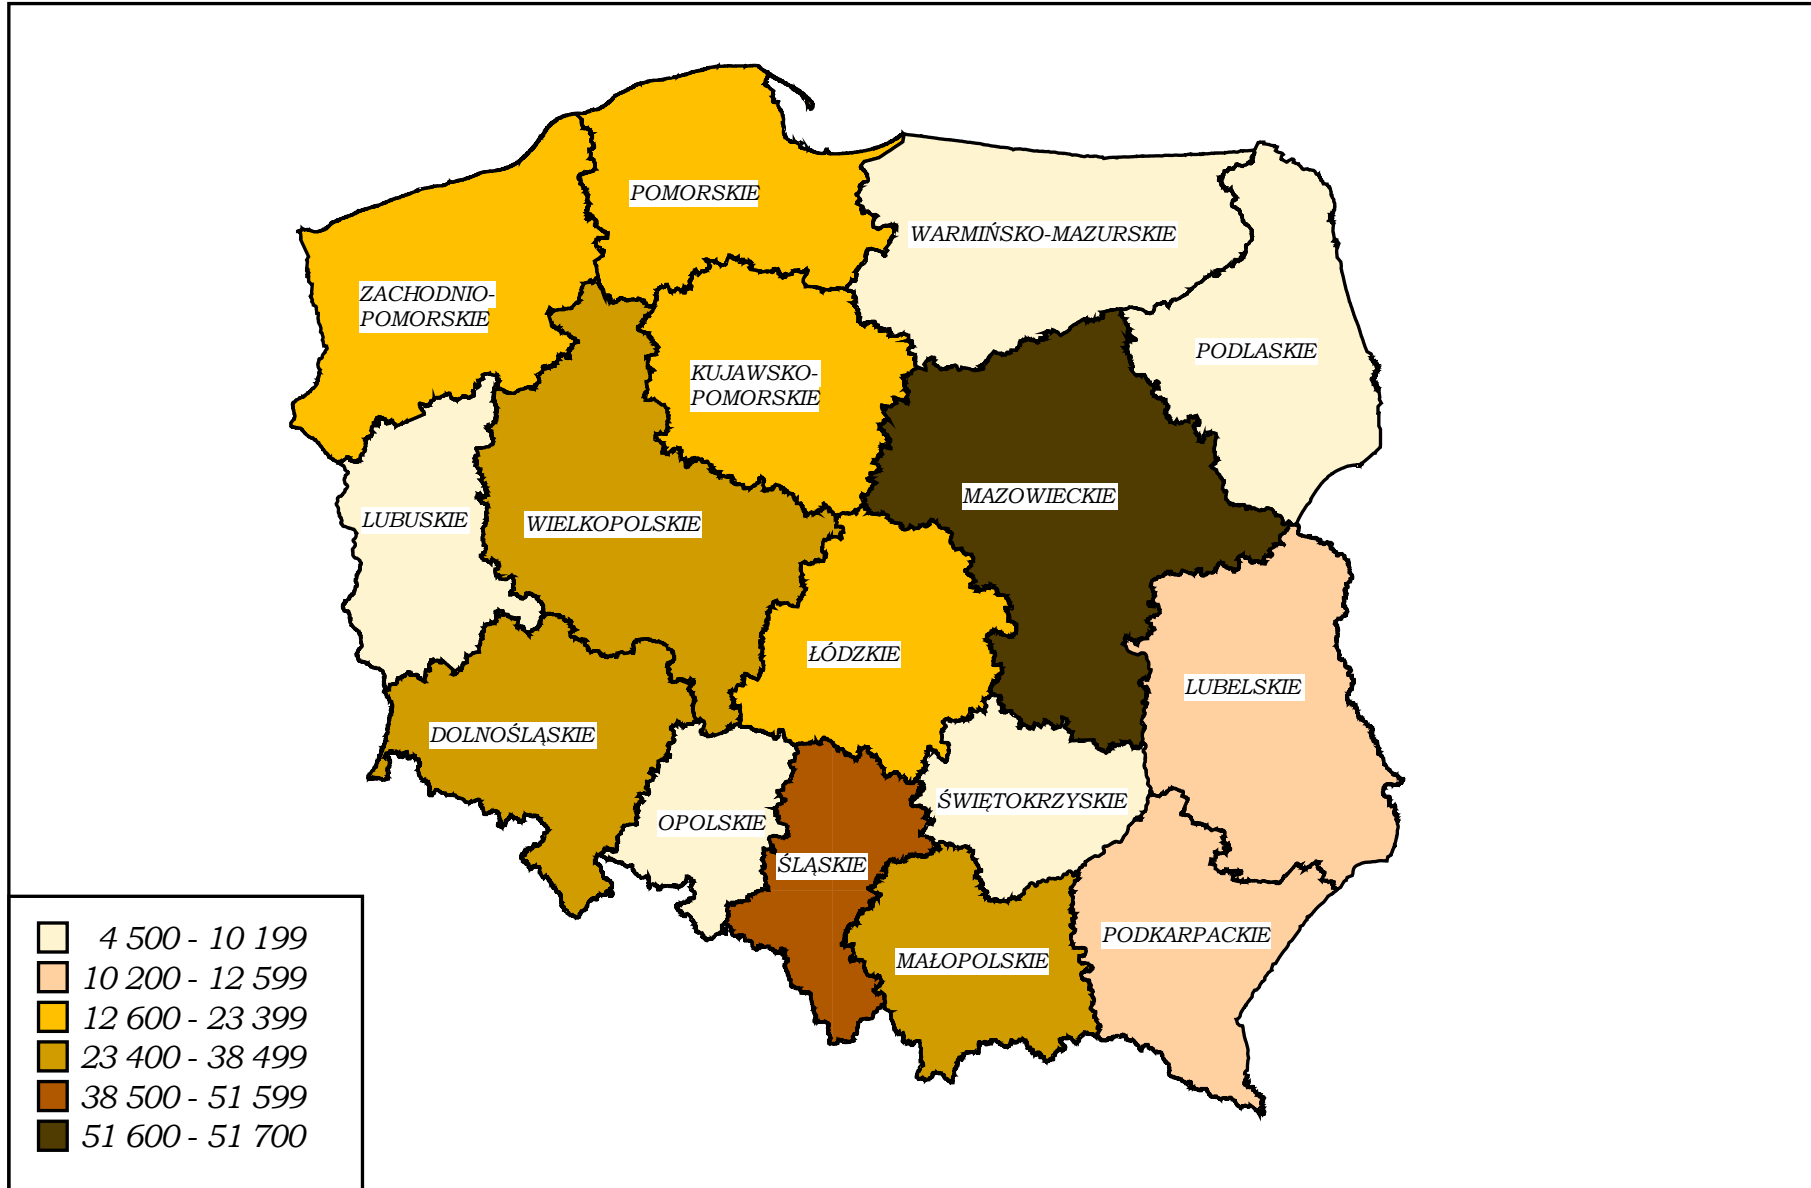 POMORSKIE
WARMIŃSKO-MAZURSKIE
ZACHODNIO-
POMORSKIE
PODLASKIE
KUJAWSKO-
POMORSKIE
MAZOWIECKIE
LUBUSKIE
WIELKOPOLSKIE
ŁÓDZKIE
LUBELSKIE
DOLNOŚLĄSKIE
ŚWIĘTOKRZYSKIE
OPOLSKIE
ŚLĄSKIE
PODKARPACKIE
MAŁOPOLSKIE
4 500 - 10 199
10 200 - 12 599
12 600 - 23 399
23 400 - 38 499
38 500 - 51 599
51 600 - 51 700